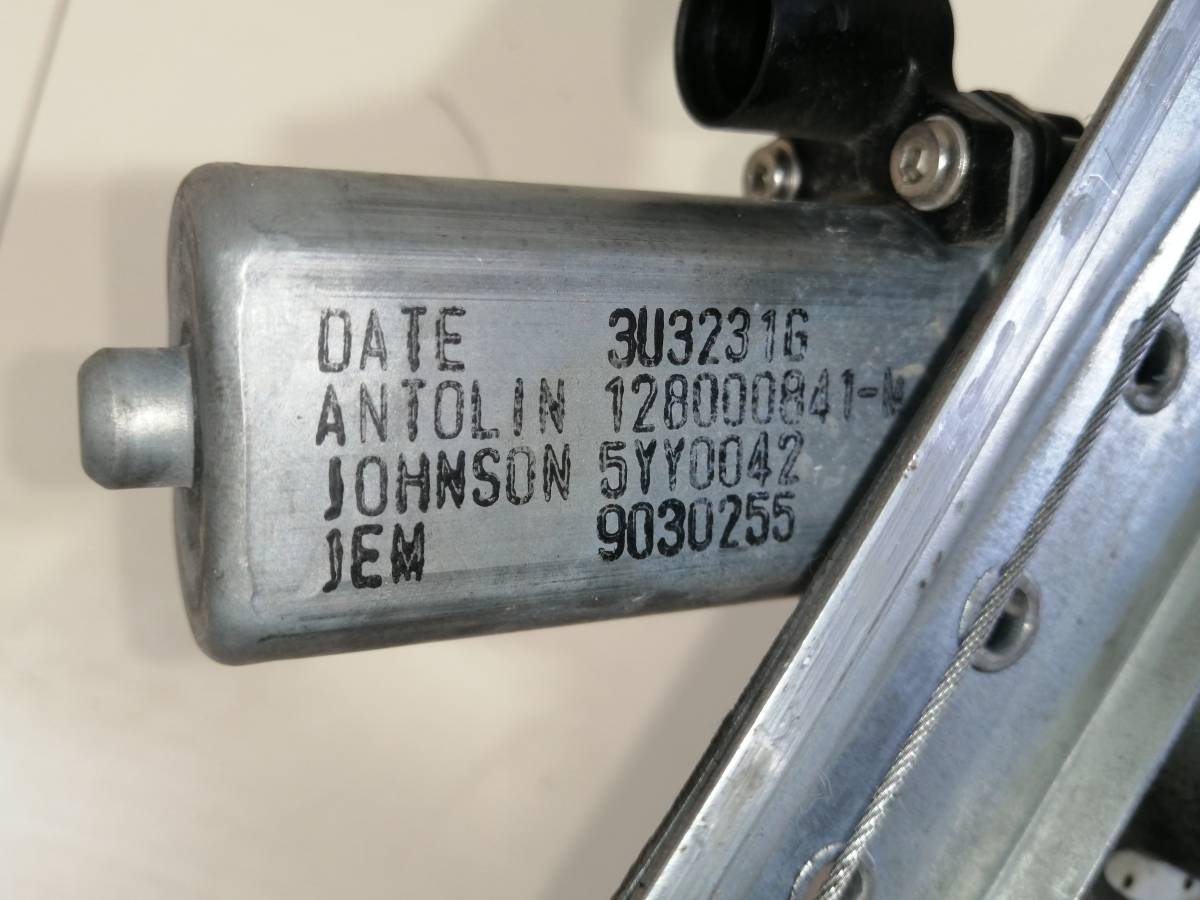 DATE 3U3231G
ANTOLIN 128000841-M
JOHNSON 5YY0042
JEM 9030255